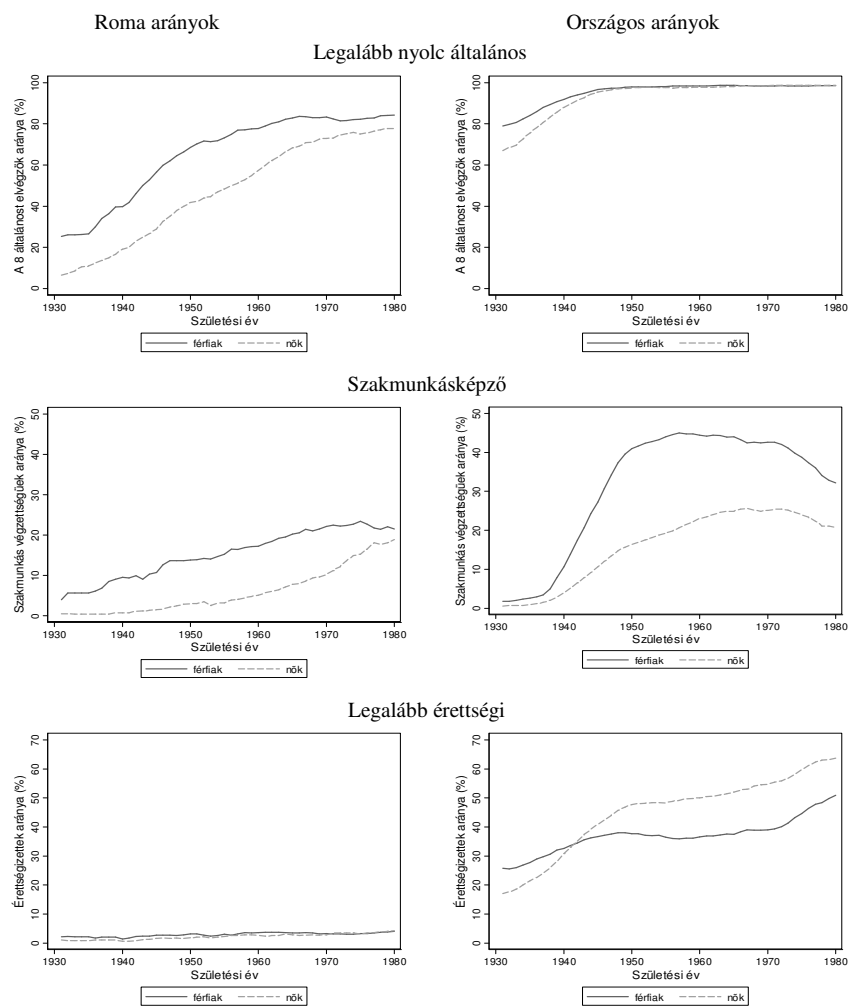 Roma arányok
Országos arányok
Legalább nyolc általános
A 8 általánost elvégzők aránya (%)
0 20 40 60 80 100
1930 1940 1950 1960 1970 1980
Születési év
férfiak nők
A 8 általánost elvégzők aránya (%)
0 20 40 60 80 100
1930 1940 1950 1960 1970 1980
Születési év
férfiak nők
Szakmunkásképző
Szakmunkás végzettségűek aránya (%)
0 10 20 30 40 50
1930 1940 1950 1960 1970 1980
Születési év
férfiak nők
Szakmunkás végzettségűek aránya (%)
0 10 20 30 40 50
1930 1940 1950 1960 1970 1980
Születési év
férfiak nők
Legalább érettségi
Érettségizettek aránya (%)
0 10 20 30 40 50 60 70
1930 1940 1950 1960 1970 1980
Születési év
férfiak nők
Érettségizettek aránya (%)
0 10 20 30 40 50 60 70
1930 1940 1950 1960 1970 1980
Születési év
férfiak nők